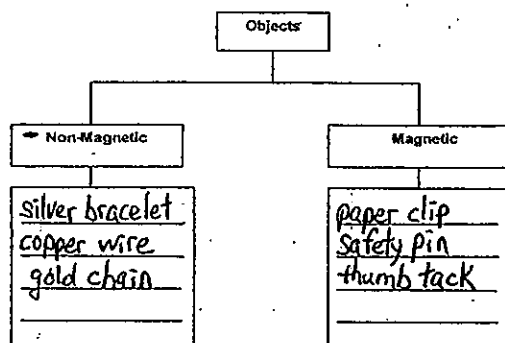 Objects
Non-Magnetic
Magnetic
silver bracelet
copper wire
gold chain
paper clip
safety pin
thumb tack